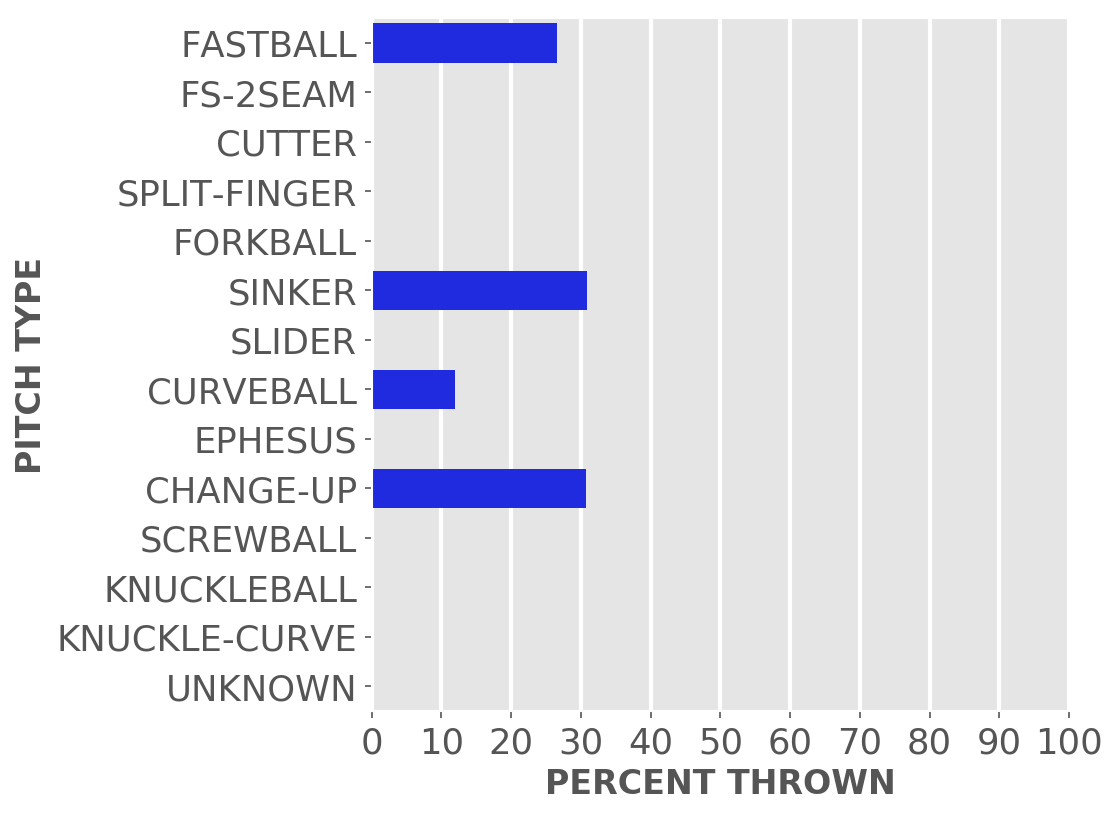 FASTBALL
FS-2SEAM
CUTTER
SPLIT-FINGER
FORKBALL
SINKER
SLIDER
CURVEBALL
EPHESUS
CHANGE-UP
SCREWBALL
KNUCKLEBALL
KNUCKLE-CURVE
UNKNOWN
PITCH TYPE
0 10 20 30 40 50 60 70 80 90 100
PERCENT THROWN